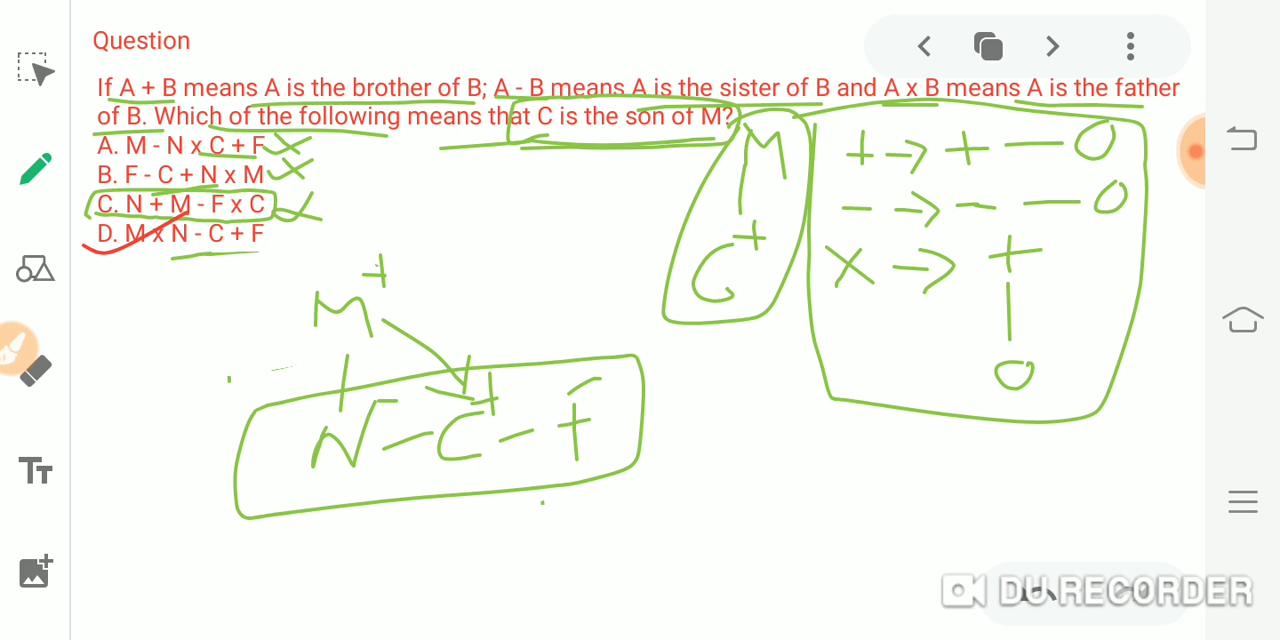 Question
If A + B means A is the brother of B; A - B means A is the sister of B and A x B means A is the father
of B. Which of the following means that C is the son of M?
A. M - N x C + F
B. F - C + N x M
C. N + M - F x C
D. M x N - C + F
M
C +
+ → + — O
- → - — O
X → +
O
M +
N - — C + — F
Tт
DU RECORDER